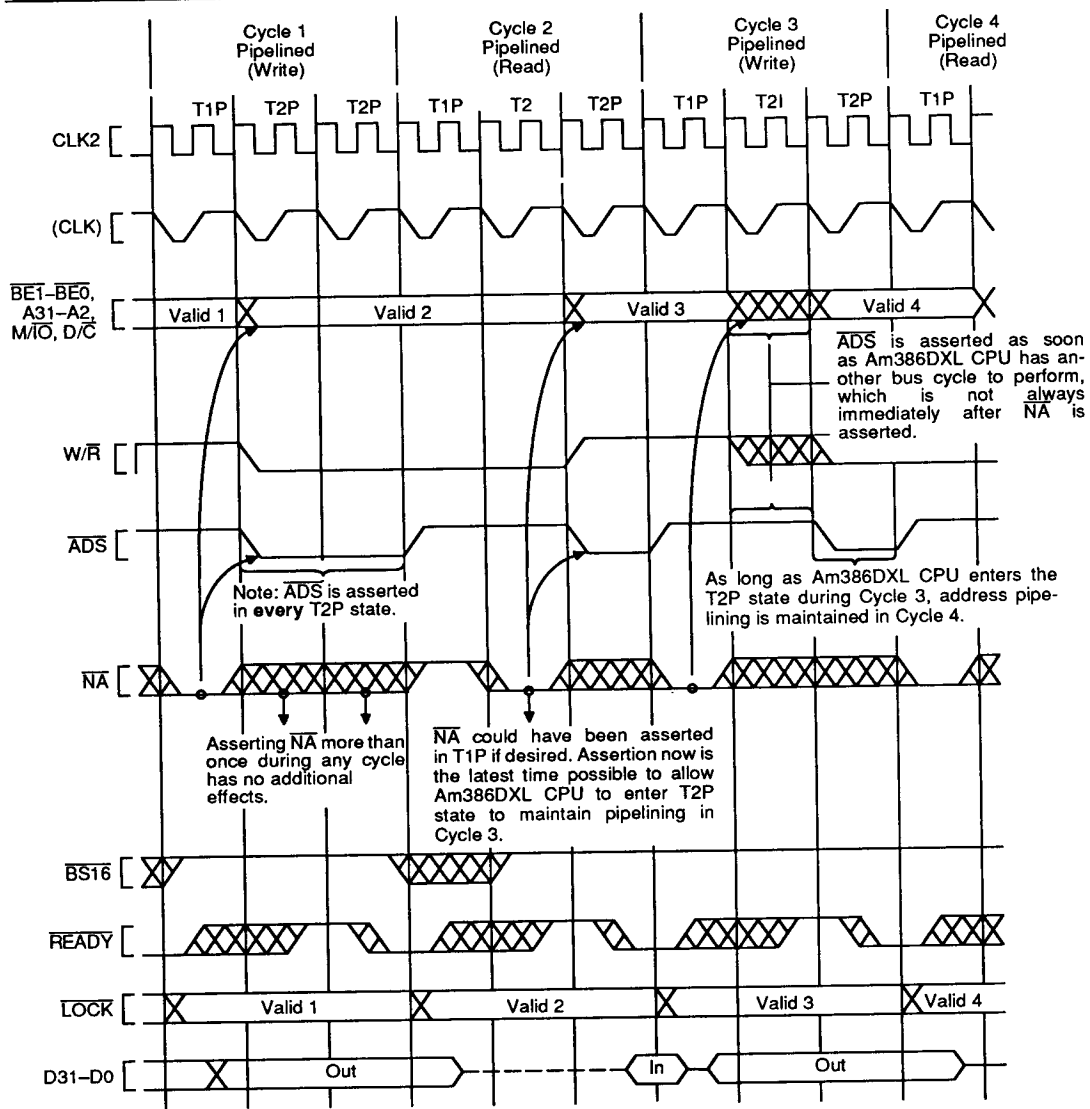 Cycle 1
Pipelined
(Write)
Cycle 2
Pipelined
(Read)
Cycle 3
Pipelined
(Write)
Cycle 4
Pipelined
(Read)
T1P T2P T2P T1P T2 T2P T1P T2I T2P T1P
CLK2
(CLK)
BE1–BE0,
A31–A2,
M/IO, D/C
Valid 1 Valid 2 Valid 3 Valid 4
ADS is asserted as soon
as Am386DXL CPU has an-
other bus cycle to perform,
which is not always
immediately after NA is
asserted.
W/R
ADS
Note: ADS is asserted
in every T2P state.
As long as Am386DXL CPU enters the
T2P state during Cycle 3, address pipe-
lining is maintained in Cycle 4.
NA
Asserting NA more than
once during any cycle
has no additional
effects.
NA could have been asserted
in T1P if desired. Assertion now is
the latest time possible to allow
Am386DXL CPU to enter T2P
state to maintain pipelining in
Cycle 3.
BS16
READY
LOCK
Valid 1 Valid 2 Valid 3 Valid 4
D31–D0
Out In Out